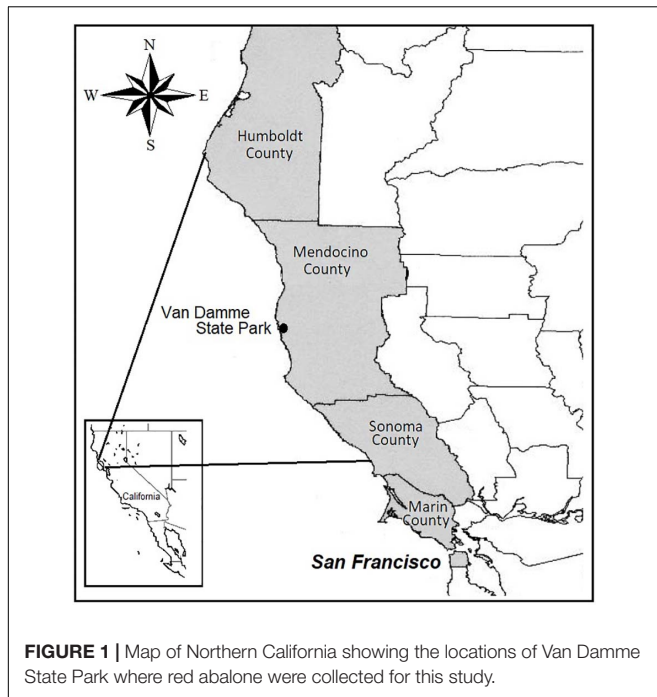 N
W
E
S
Humboldt
County
Mendocino
County
Van Damme
State Park
Sonoma
County
Marin
County
San Francisco
California
FIGURE 1 | Map of Northern California showing the locations of Van Damme
State Park where red abalone were collected for this study.